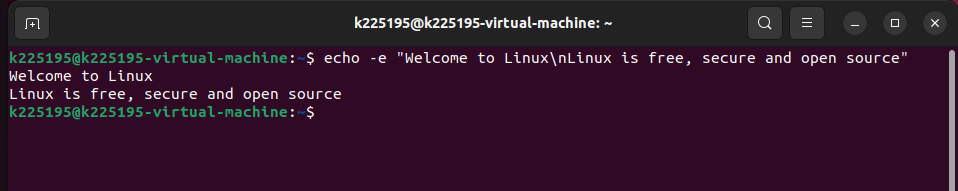 k225195@k225195-virtual-machine: ~
k225195@k225195-virtual-machine:~$ echo -e "Welcome to Linux\nLinux is free, secure and open source"
Welcome to Linux
Linux is free, secure and open source
k225195@k225195-virtual-machine:~$